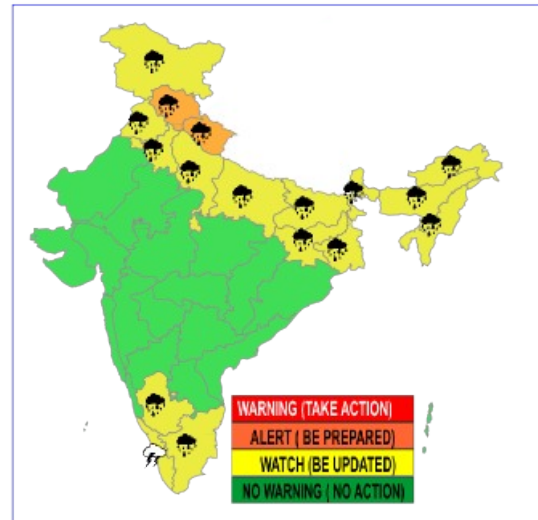 WARNING (TAKE ACTION)
ALERT ( BE PREPARED)
WATCH (BE UPDATED)
NO WARNING ( NO ACTION)